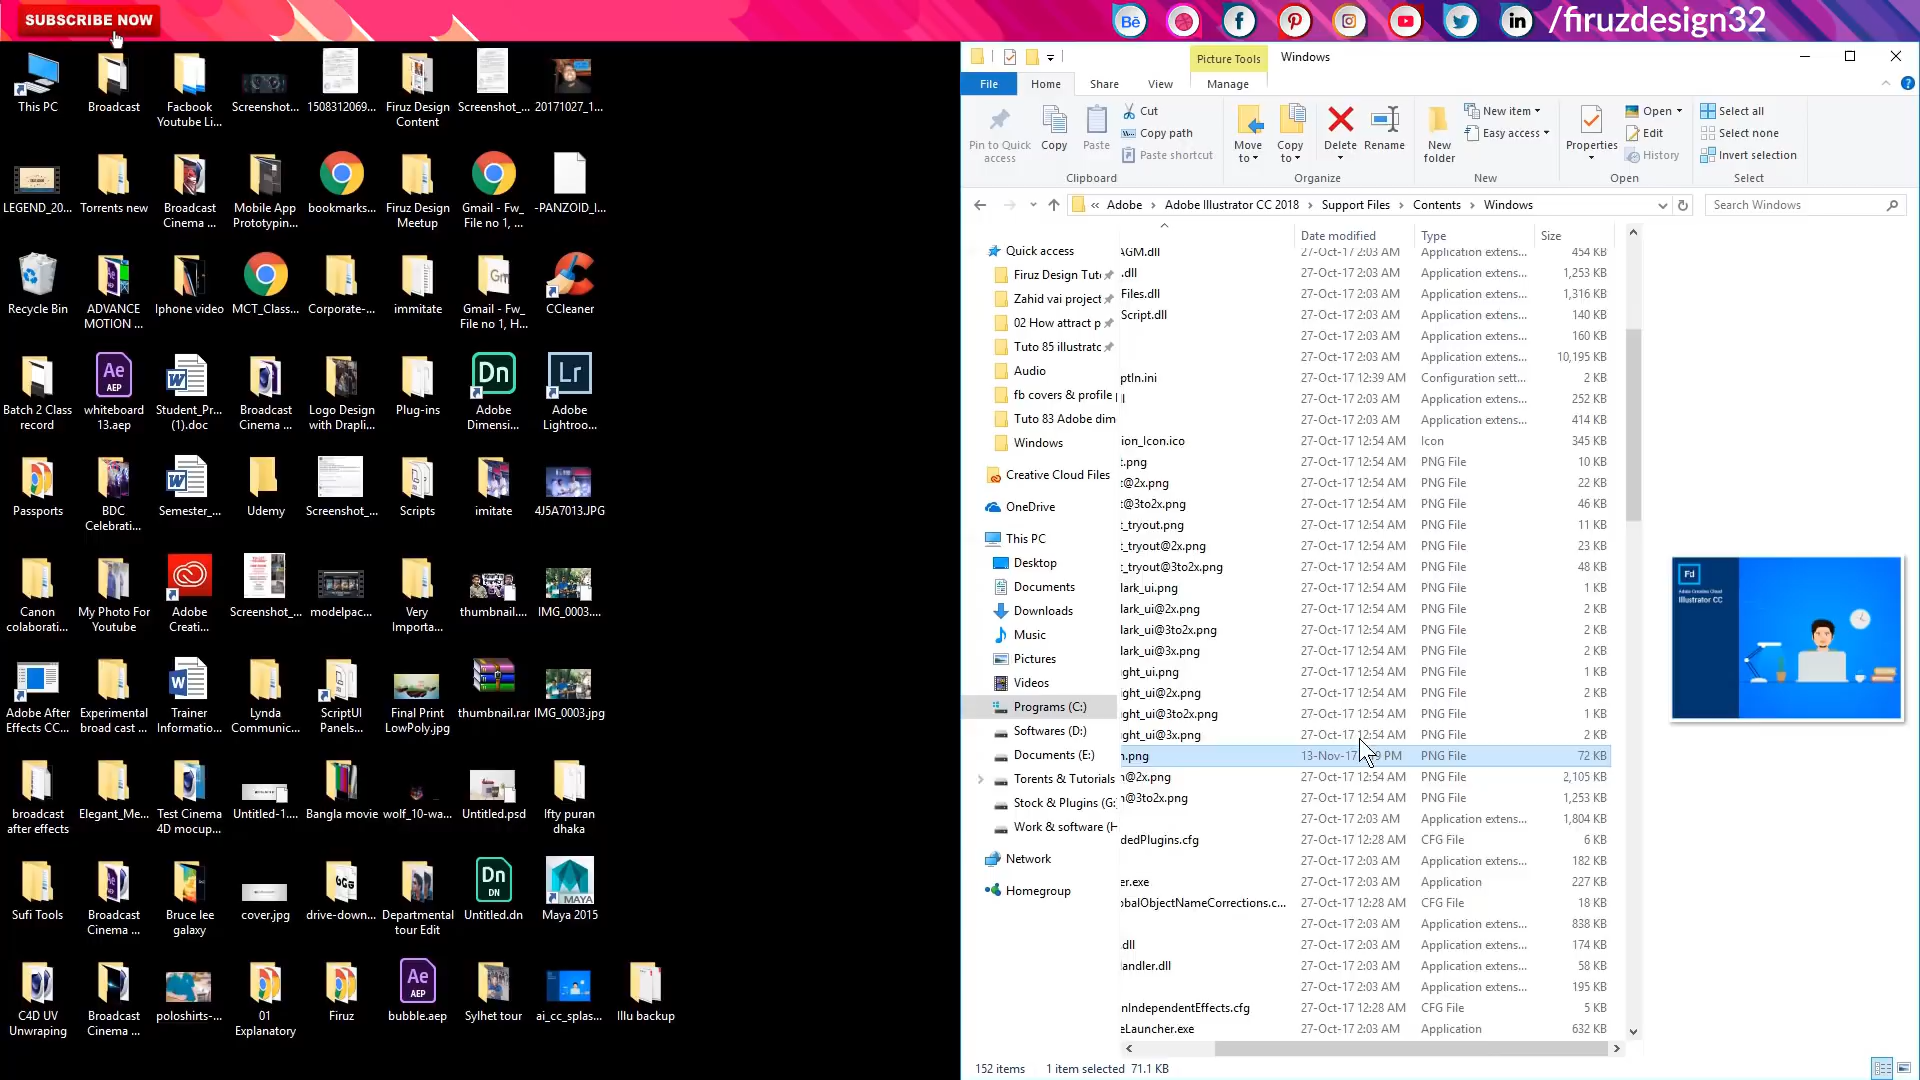 SUBSCRIBE NOW
/firuzdesign32
This PC
Broadcast
Facbook
Youtube Li...
Screenshot...
1508312069...
Firuz Design
Content
Screenshot_...
20171027_1...
LEGEND_20...
Torrents new
Broadcast
Cinema ...
Mobile App
Prototypin...
bookmarks...
Firuz Design
Meetup
Gmail - Fw_
File no 1, ...
-PANZOID_I...
Recycle Bin
ADVANCE
MOTION ...
Iphone video
MCT_Class...
Corporate-...
immitate
Gmail - Fw_
File no 1, H...
CCleaner
Batch 2 Class
record
whiteboard
13.aep
Student_Pr...
(1).doc
Broadcast
Cinema ...
Logo Design
with Drapli...
Plug-ins
Adobe
Dimensi...
Adobe
Lightroo...
Passports
BDC
Celebrati...
Semester_...
Udemy
Screenshot_...
Scripts
imitate
4J5A7013.JPG
Canon
colaborati...
My Photo For
Youtube
Adobe
Creati...
Screenshot_...
modelpac...
Very
Importa...
thumbnail....
IMG_0003....
Adobe After
Effects CC...
Experimental
broad cast ...
Trainer
Informatio...
Lynda
Communic...
ScriptUI
Panels...
Final Print
LowPoly.jpg
thumbnail.rar
IMG_0003.jpg
broadcast
after effects
Elegant_Me...
Test Cinema
4D mocup...
Untitled-1....
Bangla movie
wolf_10-wa...
Untitled.psd
Ifty puran
dhaka
Sufi Tools
Broadcast
Cinema ...
Bruce lee
galaxy
cover.jpg
drive-down...
Departmental
tour Edit
Untitled.dn
Maya 2015
C4D UV
Unwraping
Broadcast
Cinema ...
poloshirts-...
01
Explanatory
Firuz
bubble.aep
Sylhet tour
ai_cc_splas...
Illu backup
Picture Tools
Windows
File
Home
Share
View
Manage
Pin to Quick
access
Copy
Paste
Cut
Copy path
Paste shortcut
Move
to
Copy
to
Delete
Rename
New
folder
New item
Easy access
Properties
Open
Edit
History
Select all
Select none
Invert selection
Clipboard
Organize
New
Open
Select
« Adobe > Adobe Illustrator CC 2018 > Support Files > Contents > Windows
Search Windows
Quick access
Firuz Design Tut
Zahid vai project
02 How attract p
Tuto 85 illustratc
Audio
fb covers & profile
Tuto 83 Adobe dim
Windows
Creative Cloud Files
OneDrive
This PC
Desktop
Documents
Downloads
Music
Pictures
Videos
Programs (C:)
Softwares (D:)
Documents (E:)
Torents & Tutorials
Stock & Plugins (G:
Work & software (H
Network
Homegroup
Date modified Type Size
AGM.dll 27-Oct-17 2:03 AM Application extens... 454 KB
.dll 27-Oct-17 2:03 AM Application extens... 1,253 KB
Files.dll 27-Oct-17 2:03 AM Application extens... 1,316 KB
Script.dll 27-Oct-17 2:03 AM Application extens... 140 KB
27-Oct-17 2:03 AM Application extens... 160 KB
27-Oct-17 2:03 AM Application extens... 10,195 KB
ptln.ini 27-Oct-17 12:39 AM Configuration sett... 2 KB
27-Oct-17 2:03 AM Application extens... 252 KB
27-Oct-17 2:03 AM Application extens... 414 KB
ion_Icon.ico 27-Oct-17 12:54 AM Icon 345 KB
t.png 27-Oct-17 12:54 AM PNG File 10 KB
t@2x.png 27-Oct-17 12:54 AM PNG File 22 KB
t@3to2x.png 27-Oct-17 12:54 AM PNG File 46 KB
t_tryout.png 27-Oct-17 12:54 AM PNG File 11 KB
t_tryout@2x.png 27-Oct-17 12:54 AM PNG File 23 KB
t_tryout@3to2x.png 27-Oct-17 12:54 AM PNG File 48 KB
lark_ui.png 27-Oct-17 12:54 AM PNG File 1 KB
lark_ui@2x.png 27-Oct-17 12:54 AM PNG File 2 KB
lark_ui@3to2x.png 27-Oct-17 12:54 AM PNG File 2 KB
lark_ui@3x.png 27-Oct-17 12:54 AM PNG File 2 KB
ght_ui.png 27-Oct-17 12:54 AM PNG File 1 KB
ght_ui@2x.png 27-Oct-17 12:54 AM PNG File 2 KB
ght_ui@3to2x.png 27-Oct-17 12:54 AM PNG File 1 KB
ght_ui@3x.png 27-Oct-17 12:54 AM PNG File 2 KB
n.png 13-Nov-17 PM PNG File 72 KB
n@2x.png 27-Oct-17 12:54 AM PNG File 2,105 KB
n@3to2x.png 27-Oct-17 12:54 AM PNG File 1,253 KB
27-Oct-17 2:03 AM Application extens... 1,804 KB
dedPlugins.cfg 27-Oct-17 12:28 AM CFG File 6 KB
27-Oct-17 2:03 AM Application extens... 182 KB
er.exe 27-Oct-17 2:03 AM Application 227 KB
obalObjectNameCorrections.c... 27-Oct-17 12:28 AM CFG File 18 KB
27-Oct-17 2:03 AM Application extens... 838 KB
.dll 27-Oct-17 2:03 AM Application extens... 174 KB
andler.dll 27-Oct-17 2:03 AM Application extens... 58 KB
27-Oct-17 2:03 AM Application extens... 195 KB
nIndependentEffects.cfg 27-Oct-17 12:28 AM CFG File 5 KB
eLauncher.exe 27-Oct-17 2:03 AM Application 632 KB
Fd
Adobe Creative Cloud
Illustrator CC
152 items 1 item selected 71.1 KB